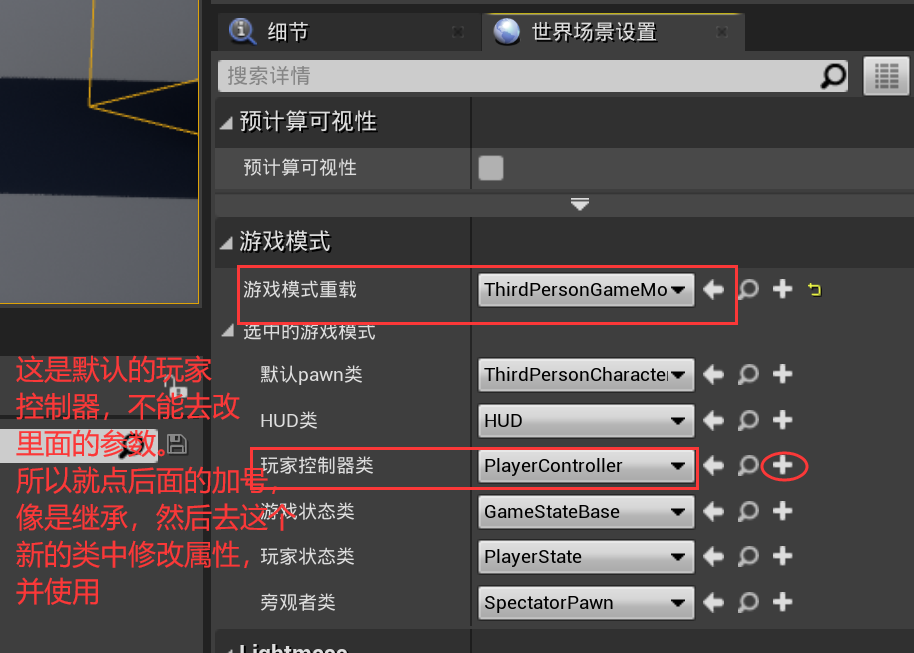 细节
世界场景设置
搜索详情
预计算可视性
预计算可视性
游戏模式
游戏模式重载 ThirdPersonGameMo
选中的游戏模式
默认pawn类 ThirdPersonCharacter
HUD类 HUD
玩家控制器类 PlayerController
游戏状态类 GameStateBase
玩家状态类 PlayerState
旁观者类 SpectatorPawn
Lightmass
这是默认的玩家
控制器，不能去改
里面的参数。
所以就点后面的加号，
像是继承，然后去这个
新的类中修改属性，
并使用